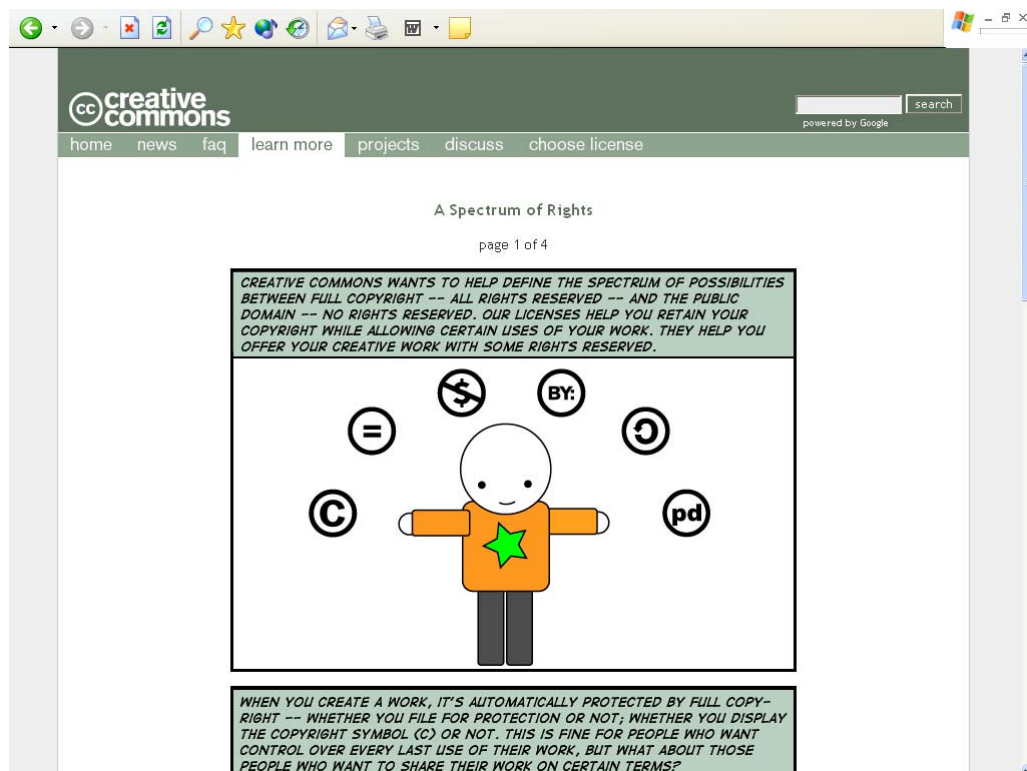 cc creative
commons
search
powered by Google
home news faq learn more projects discuss choose license
A Spectrum of Rights
page 1 of 4
CREATIVE COMMONS WANTS TO HELP DEFINE THE SPECTRUM OF POSSIBILITIES
BETWEEN FULL COPYRIGHT -- ALL RIGHTS RESERVED -- AND THE PUBLIC
DOMAIN -- NO RIGHTS RESERVED. OUR LICENSES HELP YOU RETAIN YOUR
COPYRIGHT WHILE ALLOWING CERTAIN USES OF YOUR WORK. THEY HELP YOU
OFFER YOUR CREATIVE WORK WITH SOME RIGHTS RESERVED.
$ BY:
=
C pd
WHEN YOU CREATE A WORK, IT'S AUTOMATICALLY PROTECTED BY FULL COPY-
RIGHT -- WHETHER YOU FILE FOR PROTECTION OR NOT; WHETHER YOU DISPLAY
THE COPYRIGHT SYMBOL (C) OR NOT. THIS IS FINE FOR PEOPLE WHO WANT
CONTROL OVER EVERY LAST USE OF THEIR WORK, BUT WHAT ABOUT THOSE
PEOPLE WHO WANT TO SHARE THEIR WORK ON CERTAIN TERMS?